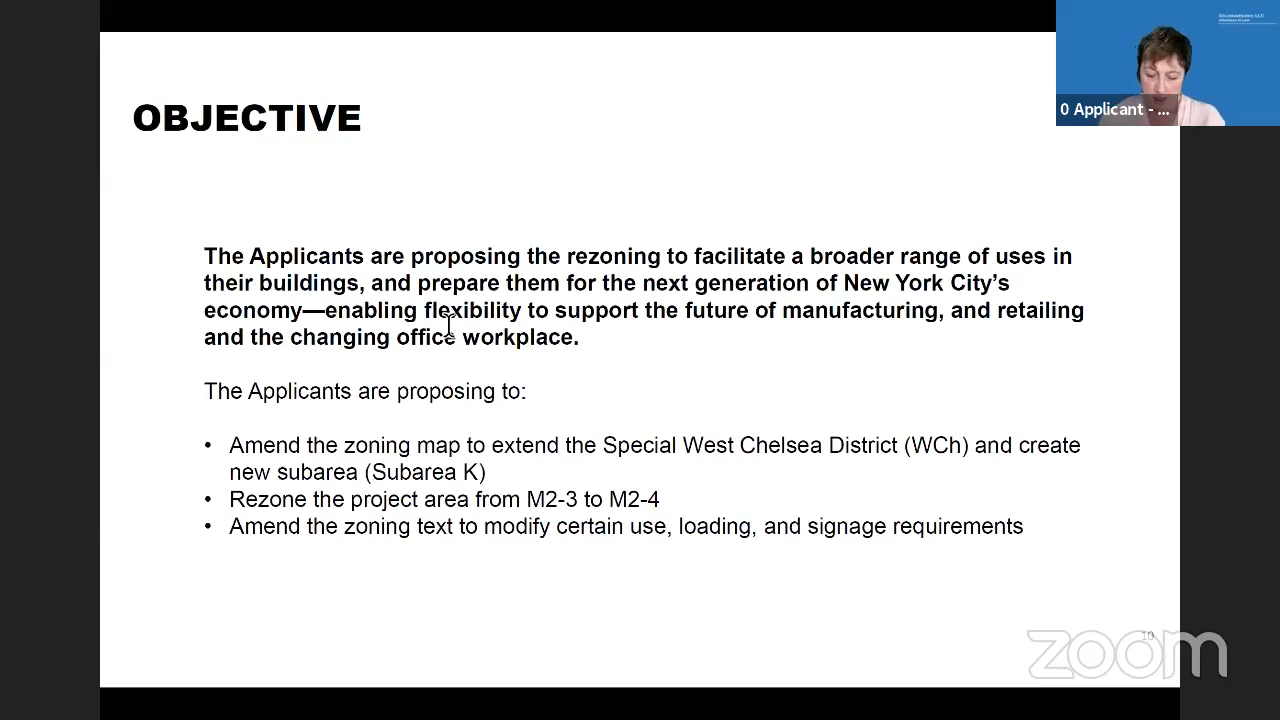 OBJECTIVE
0 Applicant - ...
The Applicants are proposing the rezoning to facilitate a broader range of uses in
their buildings, and prepare them for the next generation of New York City’s
economy—enabling flexibility to support the future of manufacturing, and retailing
and the changing office workplace.
The Applicants are proposing to:
• Amend the zoning map to extend the Special West Chelsea District (WCh) and create
new subarea (Subarea K)
• Rezone the project area from M2-3 to M2-4
• Amend the zoning text to modify certain use, loading, and signage requirements
10
zoom